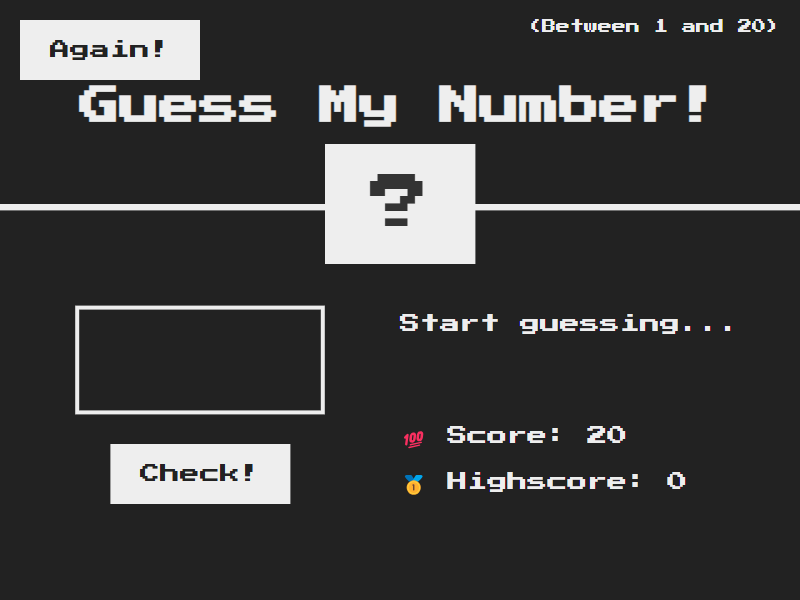 Again!
(Between 1 and 20)
Guess My Number!
?
Start guessing...
Check!
💯 Score: 20
🥇 Highscore: 0